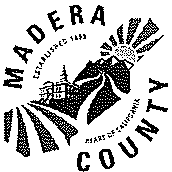 MADERA
ESTABLISHED 1893
HEART OF CALIFORNIA
COUNTY